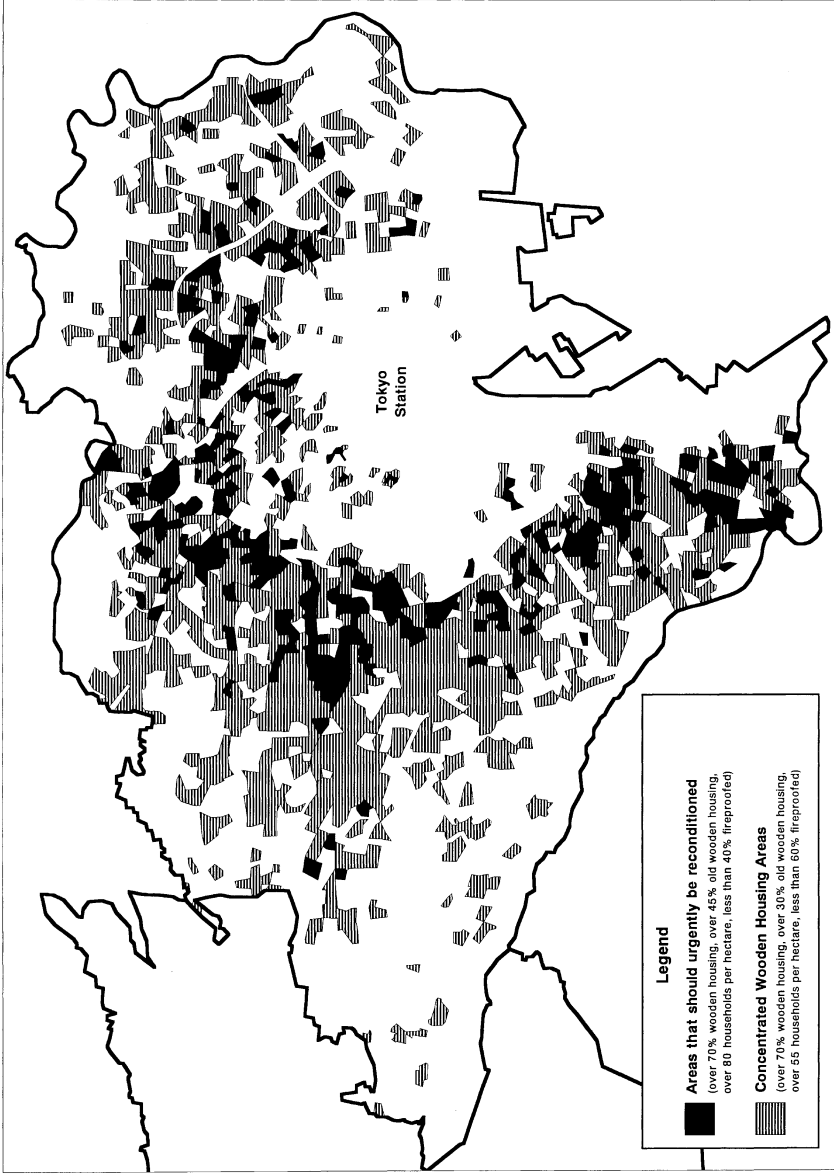 Tokyo
Station
Legend
Areas that should urgently be reconditioned
(over 70% wooden housing, over 45% old wooden housing,
over 80 households per hectare, less than 40% fireproofed)
Concentrated Wooden Housing Areas
(over 70% wooden housing, over 30% old wooden housing,
over 55 households per hectare, less than 60% fireproofed)